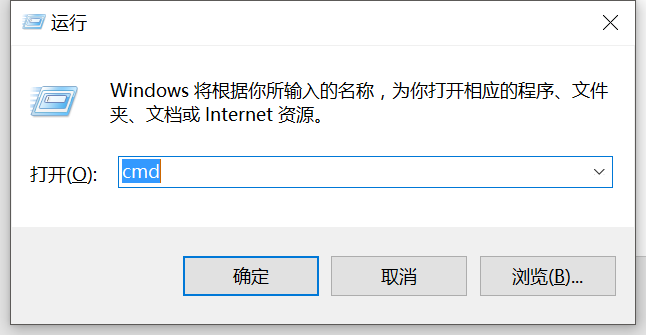 运行
Windows 将根据你所输入的名称，为你打开相应的程序、文件
夹、文档或 Internet 资源。
打开(O): cmd
确定 取消 浏览(B)...